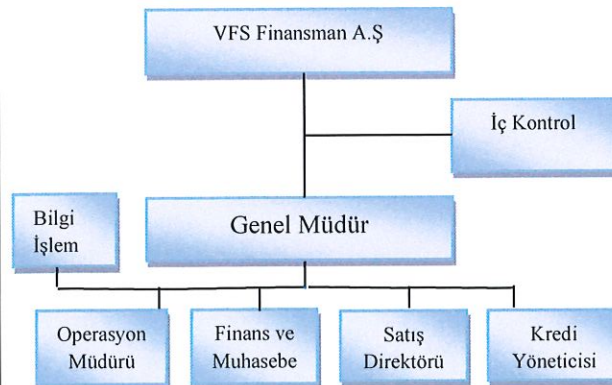 VFS Finansman A.Ş
İç Kontrol
Bilgi
İşlem
Genel Müdür
Operasyon
Müdürü
Finans ve
Muhasebe
Satış
Direktörü
Kredi
Yöneticisi